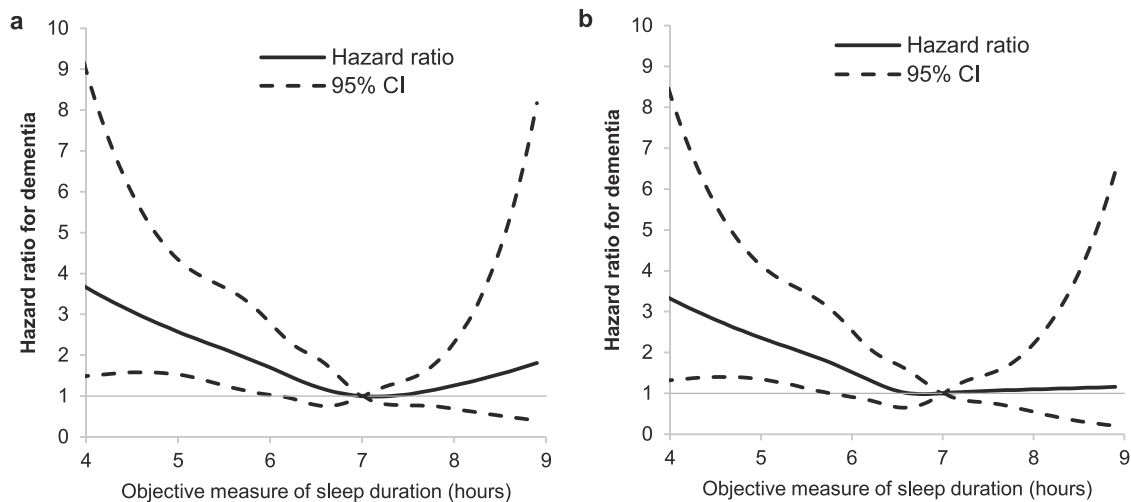 a
Hazard ratio for dementia
10
9
8
7
6
5
4
3
2
1
0
Hazard ratio
95% CI
4 5 6 7 8 9
Objective measure of sleep duration (hours)
b
Hazard ratio for dementia
10
9
8
7
6
5
4
3
2
1
0
Hazard ratio
95% CI
4 5 6 7 8 9
Objective measure of sleep duration (hours)